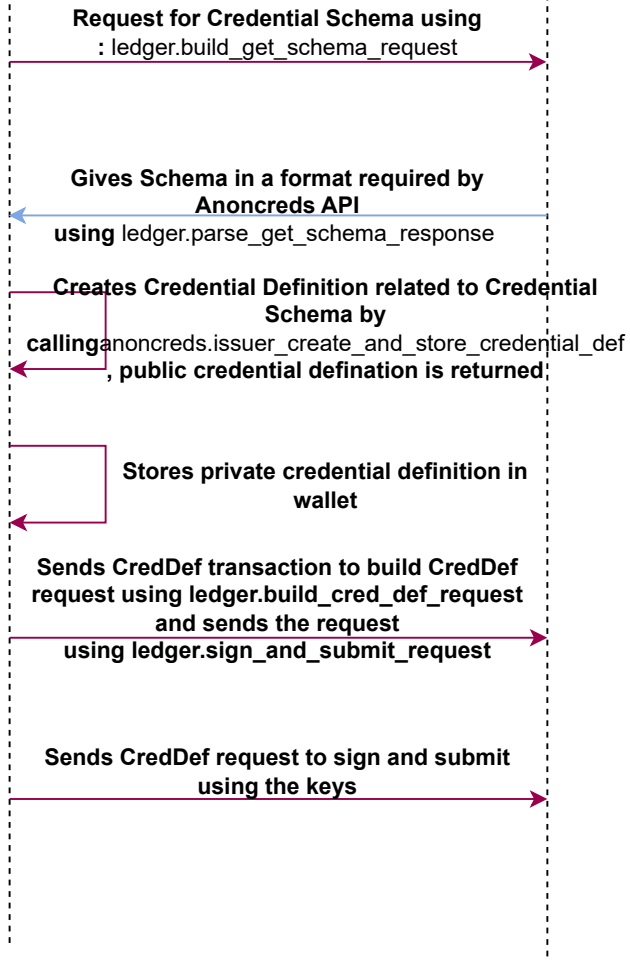 Request for Credential Schema using
: ledger.build_get_schema_request
Gives Schema in a format required by
Anoncreds API
using ledger.parse_get_schema_response
Creates Credential Definition related to Credential
Schema by
callinganoncreds.issuer_create_and_store_credential_def
, public credential defination is returned
Stores private credential definition in
wallet
Sends CredDef transaction to build CredDef
request using ledger.build_cred_def_request
and sends the request
using ledger.sign_and_submit_request
Sends CredDef request to sign and submit
using the keys